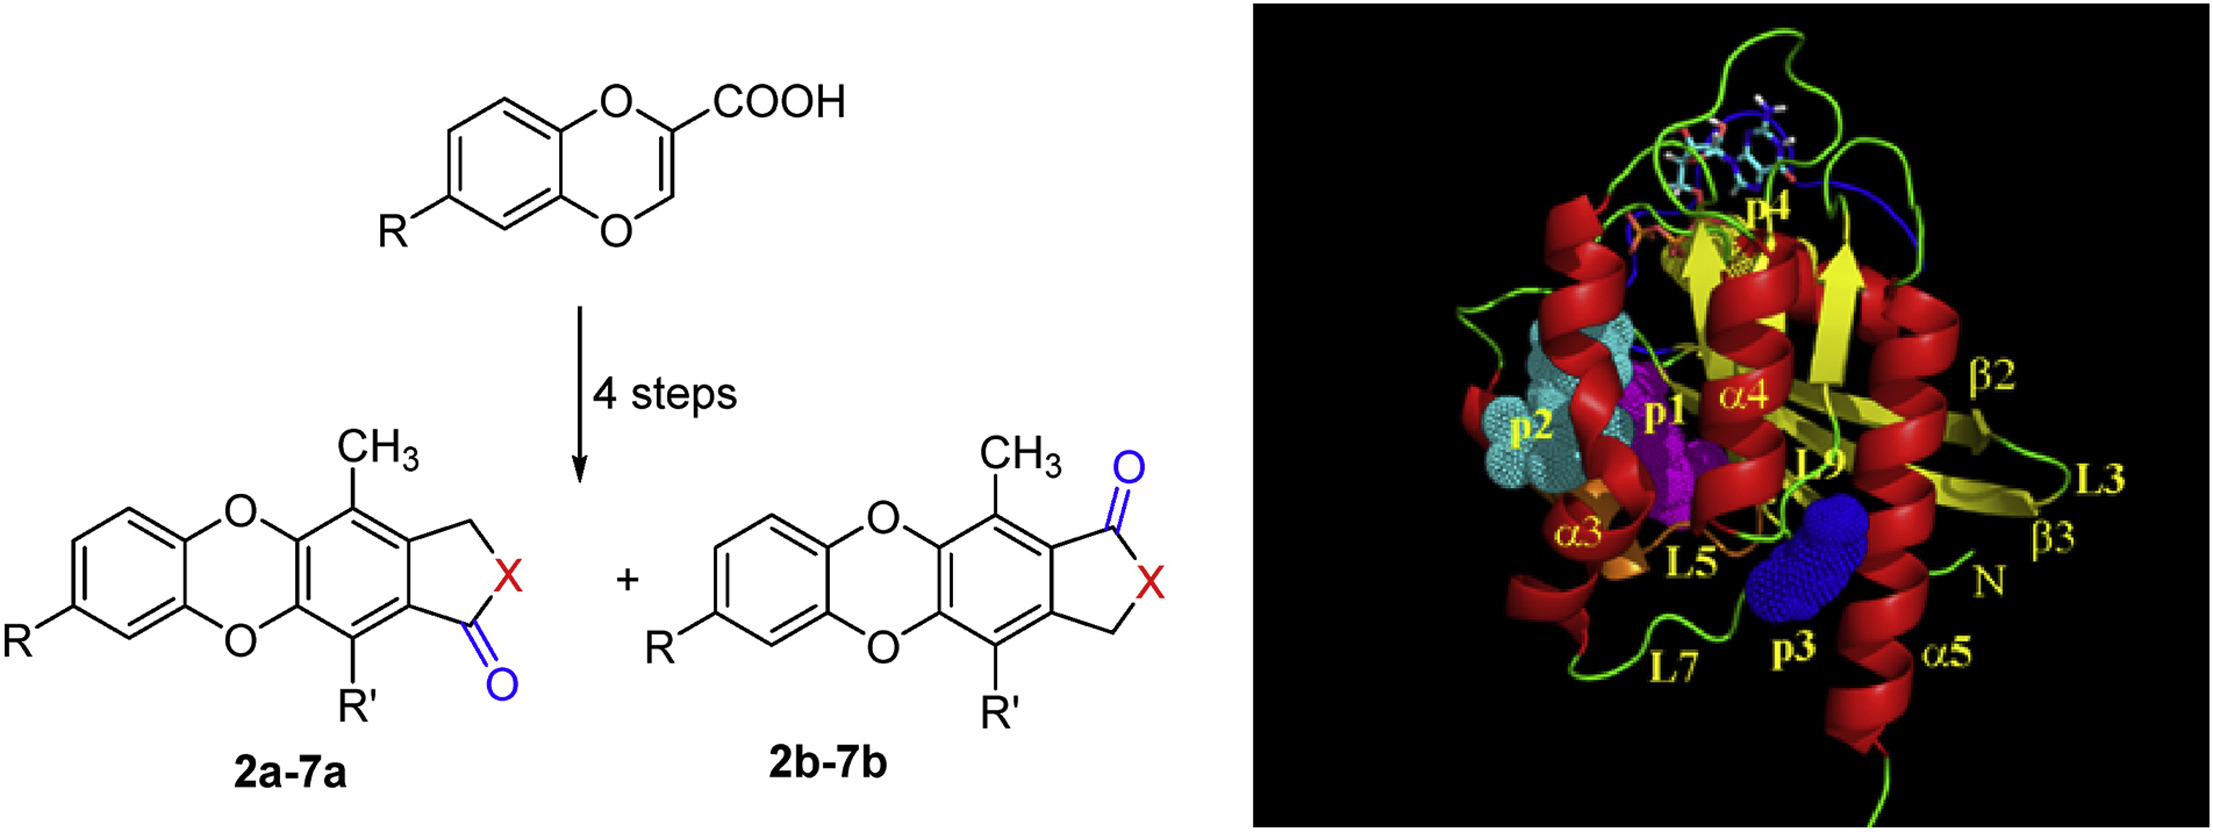 O
COOH
R
O
4 steps
CH3
O
X
O
R
O
R'
2a-7a
+
CH3
O
O
X
O
R
R'
2b-7b
p4
β2
α4
p1
p2
L9
L3
α3
β3
L5
N
p3
L7
α5